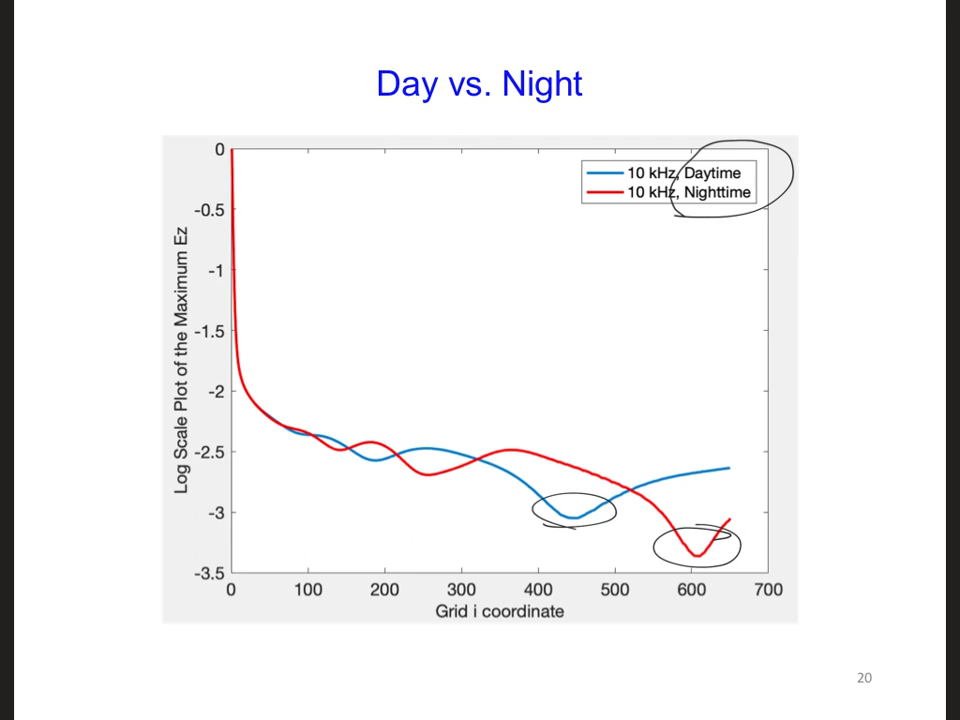 Day vs. Night
10 kHz, Daytime
10 kHz, Nighttime
Log Scale Plot of the Maximum Ez
0
-0.5
-1
-1.5
-2
-2.5
-3
-3.5
0 100 200 300 400 500 600 700
Grid i coordinate
20